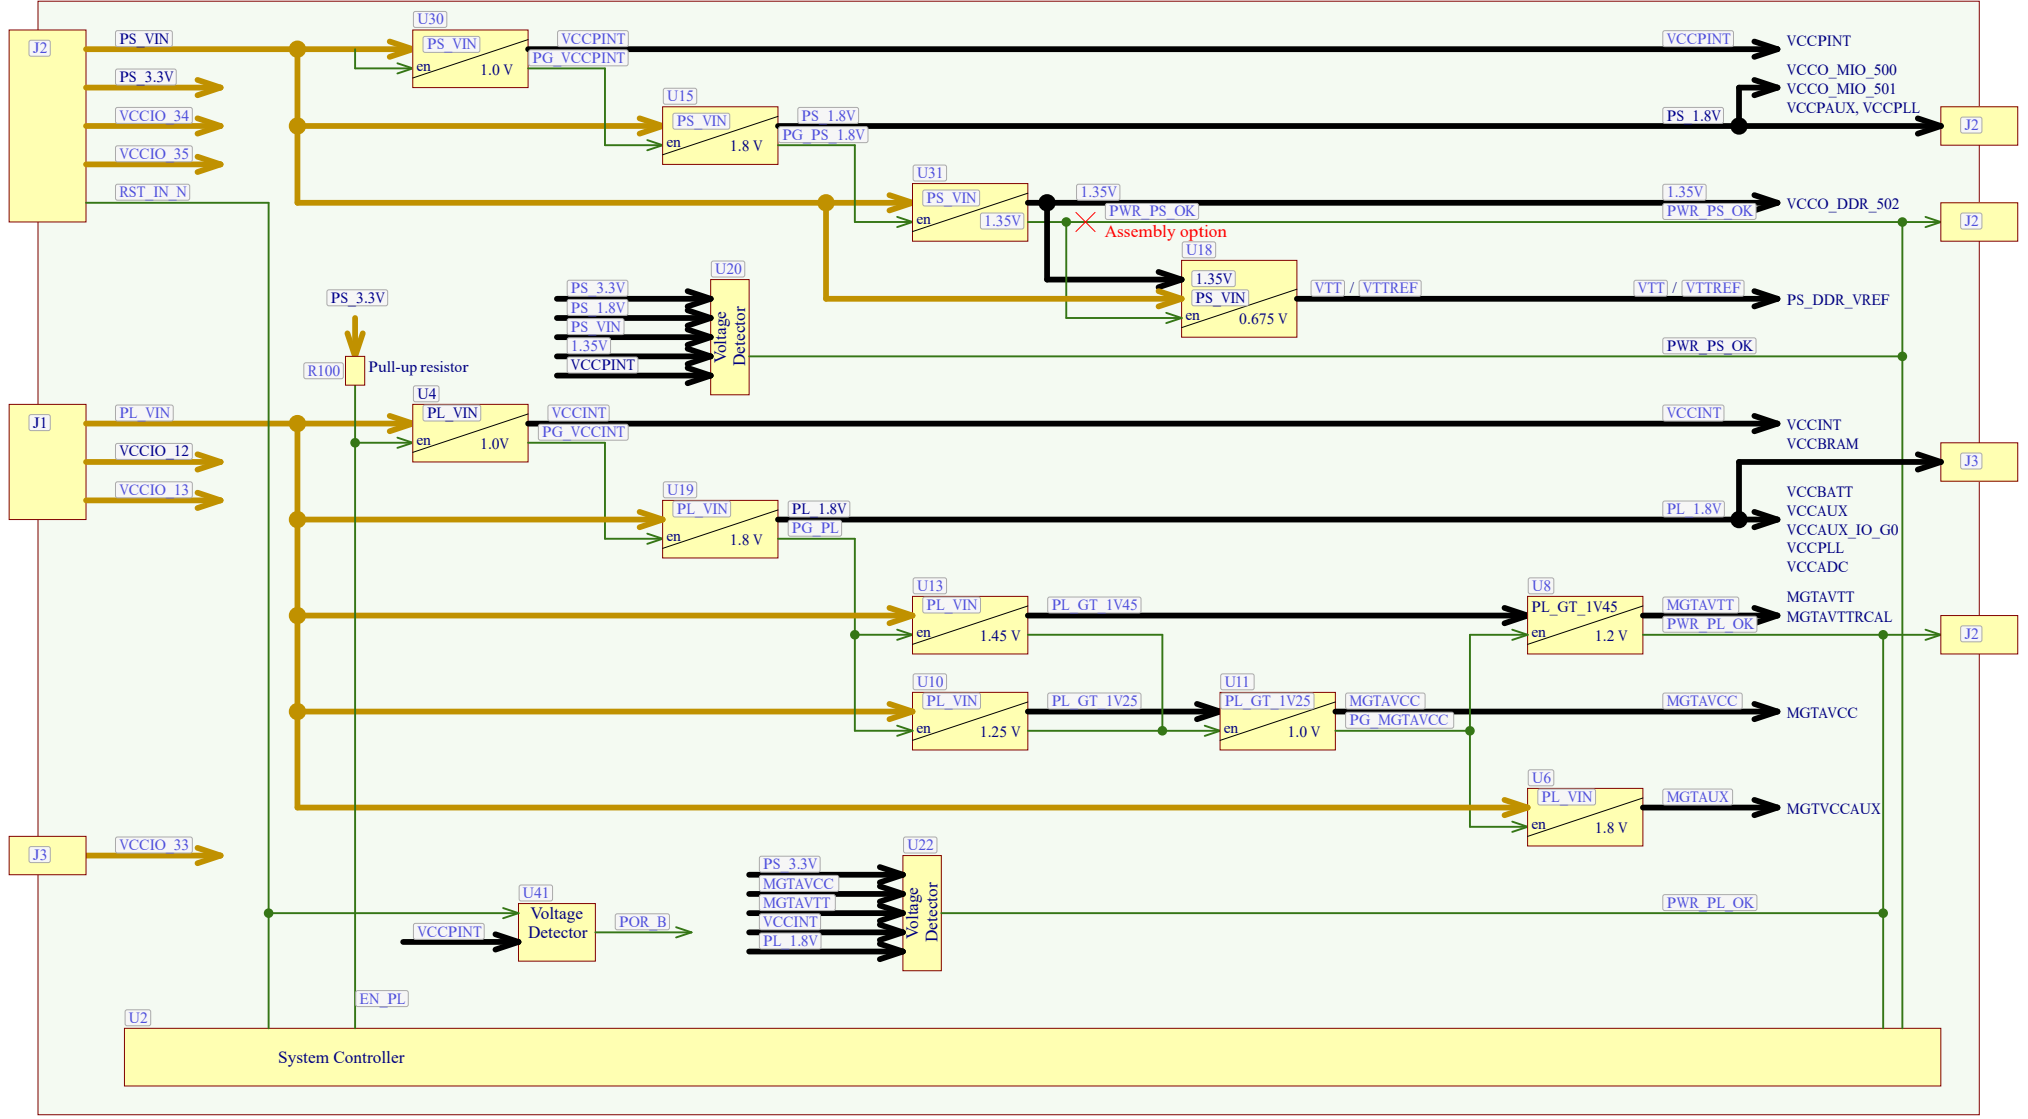 U30
J2
PS_VIN
PS_VIN
VCCPINT
VCCPINT
VCCPINT
PG_VCCPINT
en
1.0 V
PS_3.3V
VCCO_MIO_500
VCCO_MIO_501
VCCPAUX, VCCPLL
U15
VCCIO_34
PS_VIN
PS_1.8V
PS_1.8V
J2
PG_PS_1.8V
en
1.8 V
VCCIO_35
U31
RST_IN_N
PS_VIN
1.35V
1.35V
VCCO_DDR_502
PWR_PS_OK
PWR_PS_OK
en
1.35V
J2
Assembly option
U18
U20
1.35V
PS_3.3V
PS_1.8V
PS_VIN
1.35V
VCCPINT
Voltage
Detector
PS_VIN
VTT / VTTREF
VTT / VTTREF
PS_DDR_VREF
en
0.675 V
PS_3.3V
PWR_PS_OK
R100
Pull-up resistor
U4
J1
PL_VIN
PL_VIN
VCCINT
VCCINT
VCCINT
VCCBRAM
PG_VCCINT
en
1.0V
VCCIO_12
J3
U19
VCCIO_13
PL_VIN
PL_1.8V
PL_1.8V
PG_PL
en
1.8 V
VCCBATT
VCCAUX
VCCAUX_IO_G0
VCCPLL
VCCADC
U13
U8
PL_VIN
PL_GT_1V45
PL_GT_1V45
MGTAVTT
MGTAVTT
MGTAVTTRCAL
en
1.45 V
en
1.2 V
PWR_PL_OK
J2
U10
U11
PL_VIN
PL_GT_1V25
PL_GT_1V25
MGTAVCC
MGTAVCC
MGTAVCC
PG_MGTAVCC
en
1.25 V
en
1.0 V
U6
PL_VIN
MGTAUX
MGTVCCAUX
en
1.8 V
J3
VCCIO_33
U22
PS_3.3V
MGTAVCC
MGTAVTT
VCCINT
PL_1.8V
Voltage
Detector
PWR_PL_OK
U41
Voltage
Detector
VCCPINT
POR_B
EN_PL
U2
System Controller